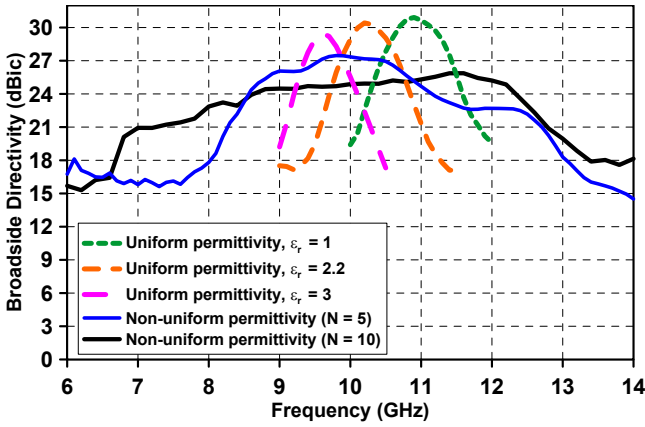 Broadside Directivity (dBic)
30
27
24
21
18
15
12
9
6
3
0
Uniform permittivity, εr = 1
Uniform permittivity, εr = 2.2
Uniform permittivity, εr = 3
Non-uniform permittivity (N = 5)
Non-uniform permittivity (N = 10)
6 7 8 9 10 11 12 13 14
Frequency (GHz)